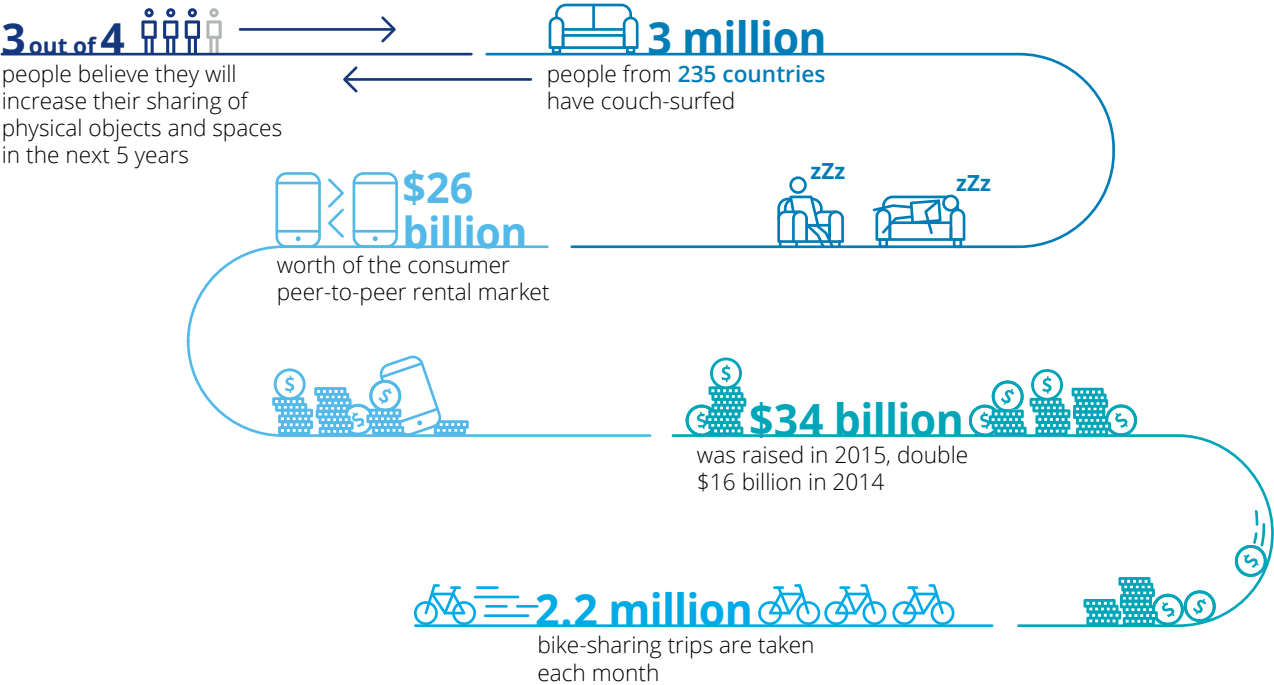 3 out of 4
people believe they will
increase their sharing of
physical objects and spaces
in the next 5 years
3 million
people from 235 countries
have couch-surfed
zZz
zZz
$26
billion
worth of the consumer
peer-to-peer rental market
$
$
$
$
$
$34 billion
$
$
$
$
was raised in 2015, double
$16 billion in 2014
$
$
$
2.2 million
bike-sharing trips are taken
each month